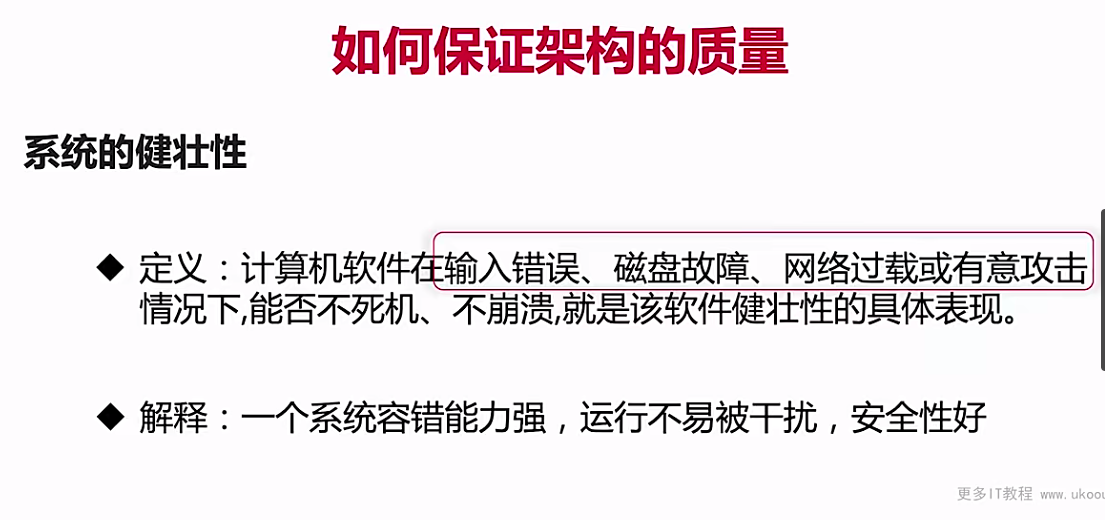 如何保证架构的质量
系统的健壮性
◆ 定义：计算机软件在输入错误、磁盘故障、网络过载或有意攻击
情况下,能否不死机、不崩溃,就是该软件健壮性的具体表现。
◆ 解释：一个系统容错能力强，运行不易被干扰，安全性好
更多IT教程 www.ukoou